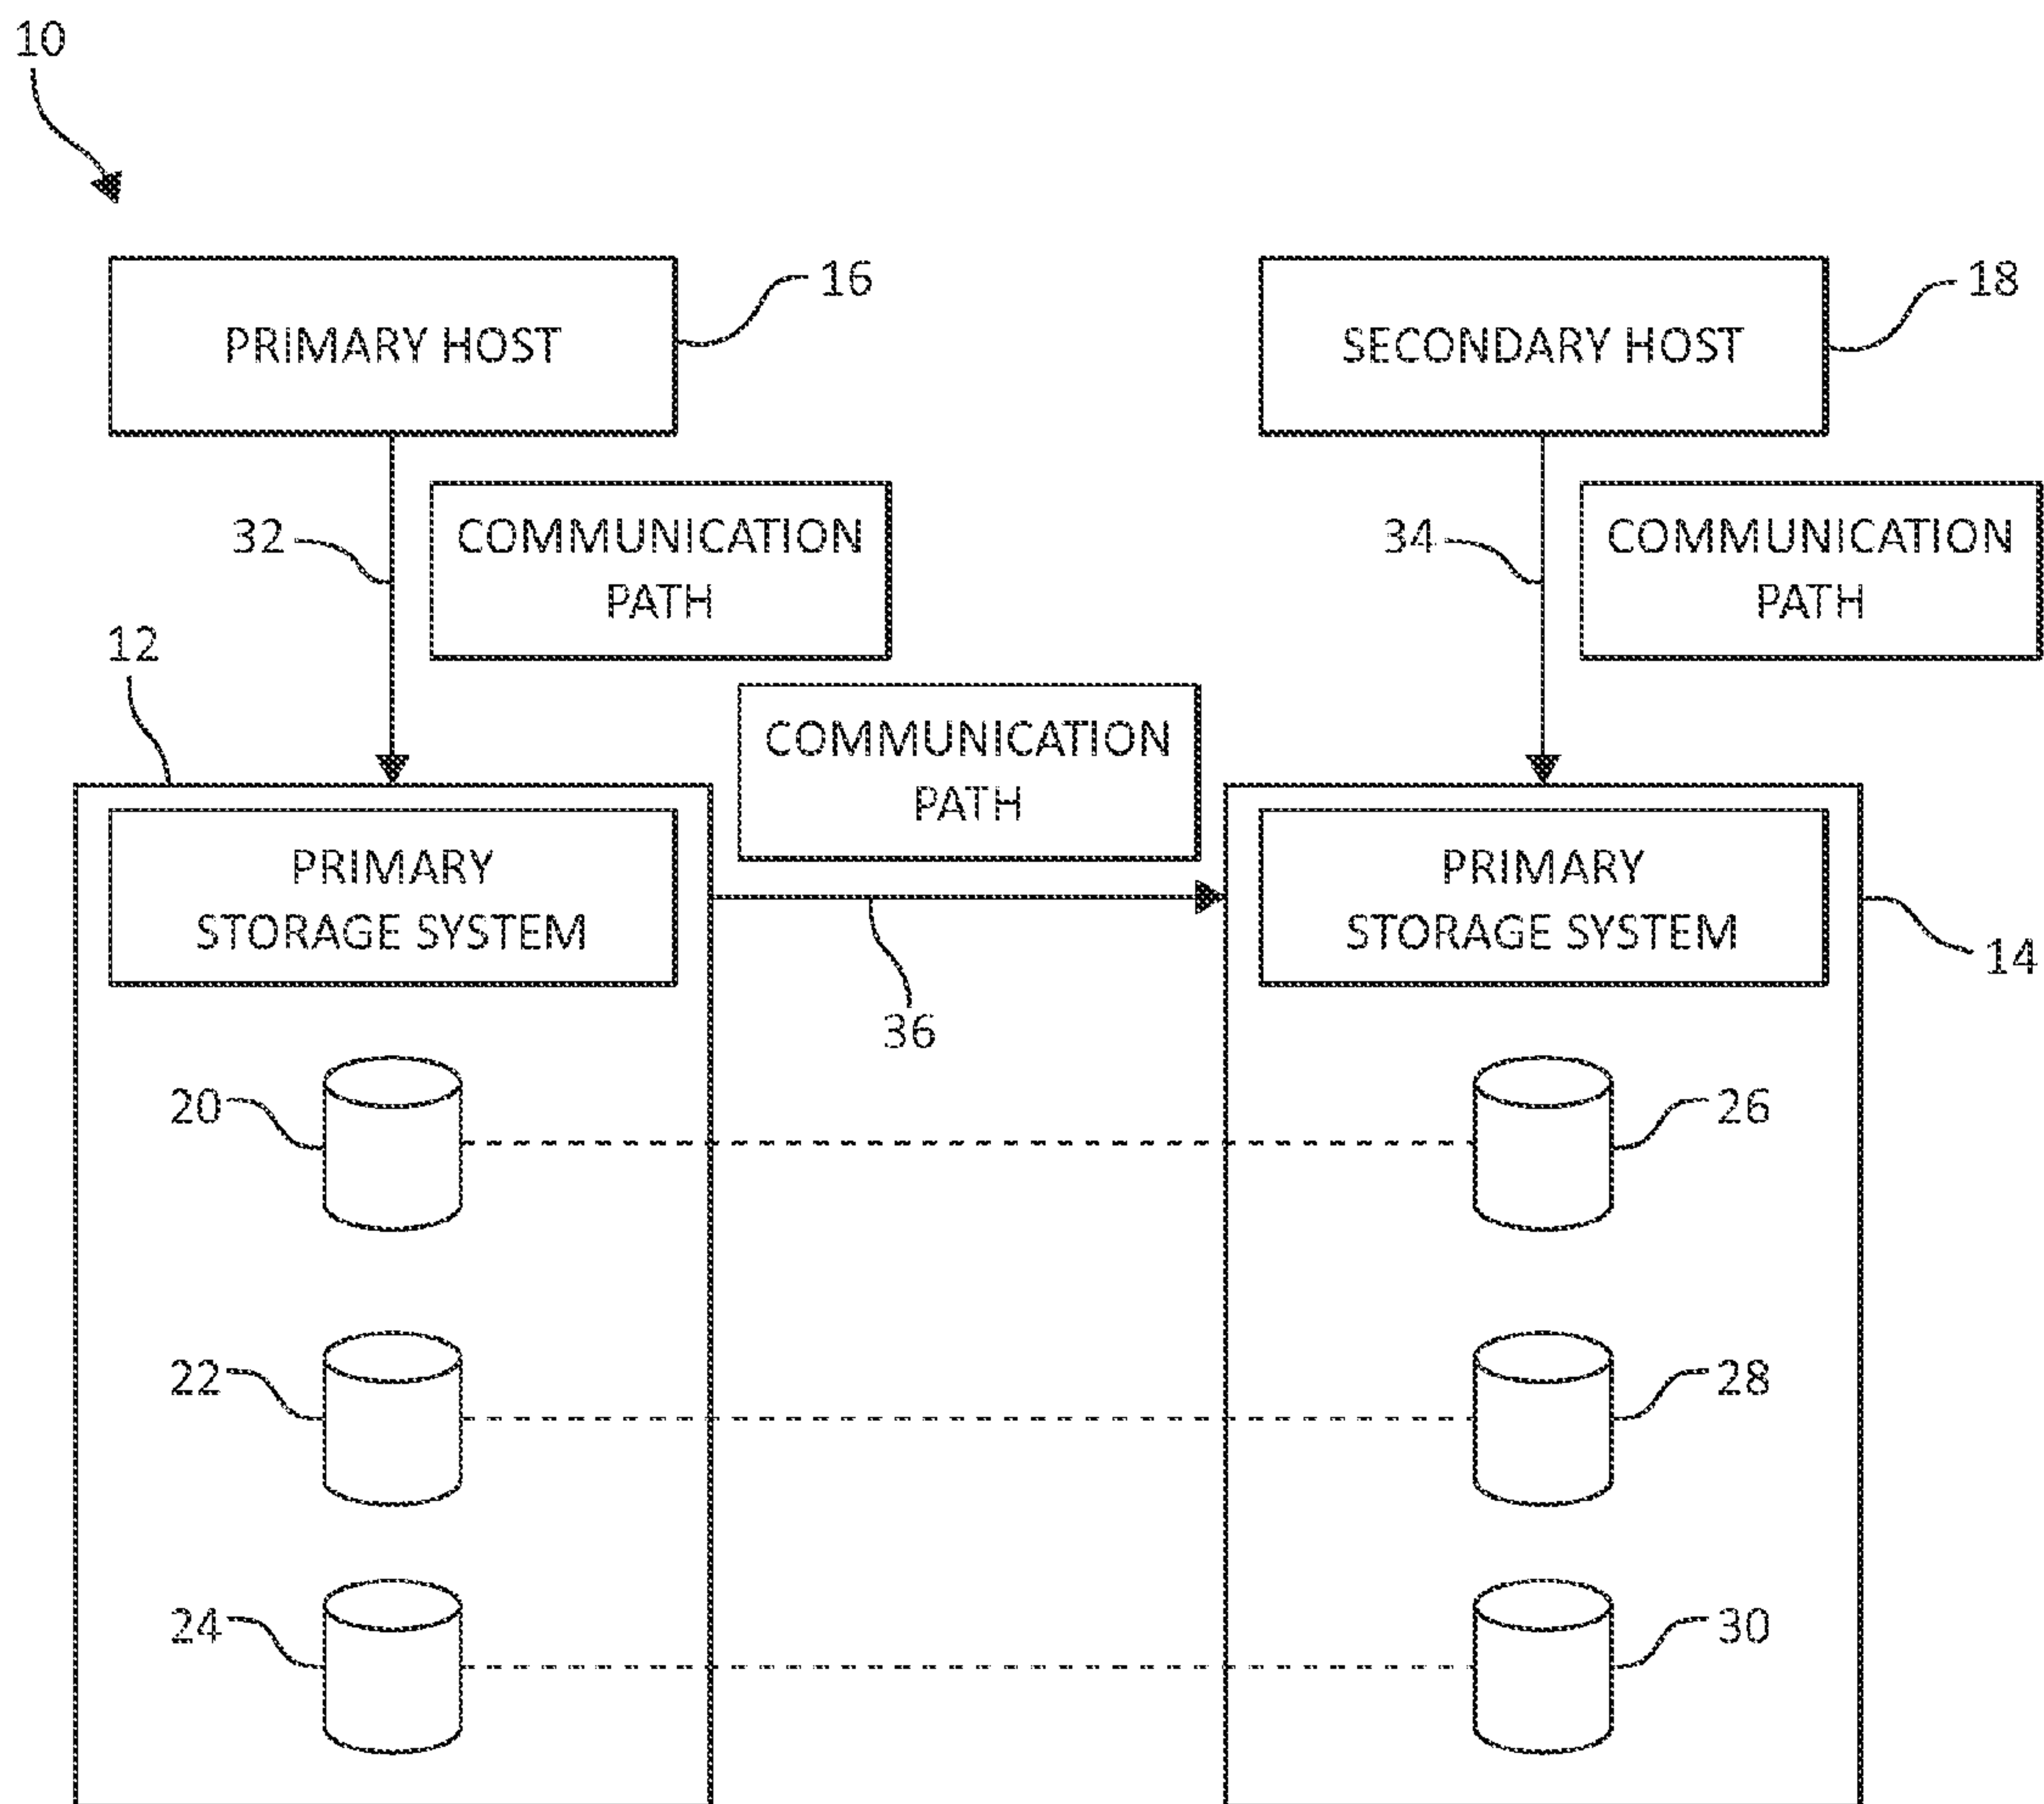 10
PRIMARY HOST
16
SECONDARY HOST
18
32
COMMUNICATION
PATH
34
COMMUNICATION
PATH
12
COMMUNICATION
PATH
PRIMARY
STORAGE SYSTEM
PRIMARY
STORAGE SYSTEM
14
36
20
26
22
28
24
30